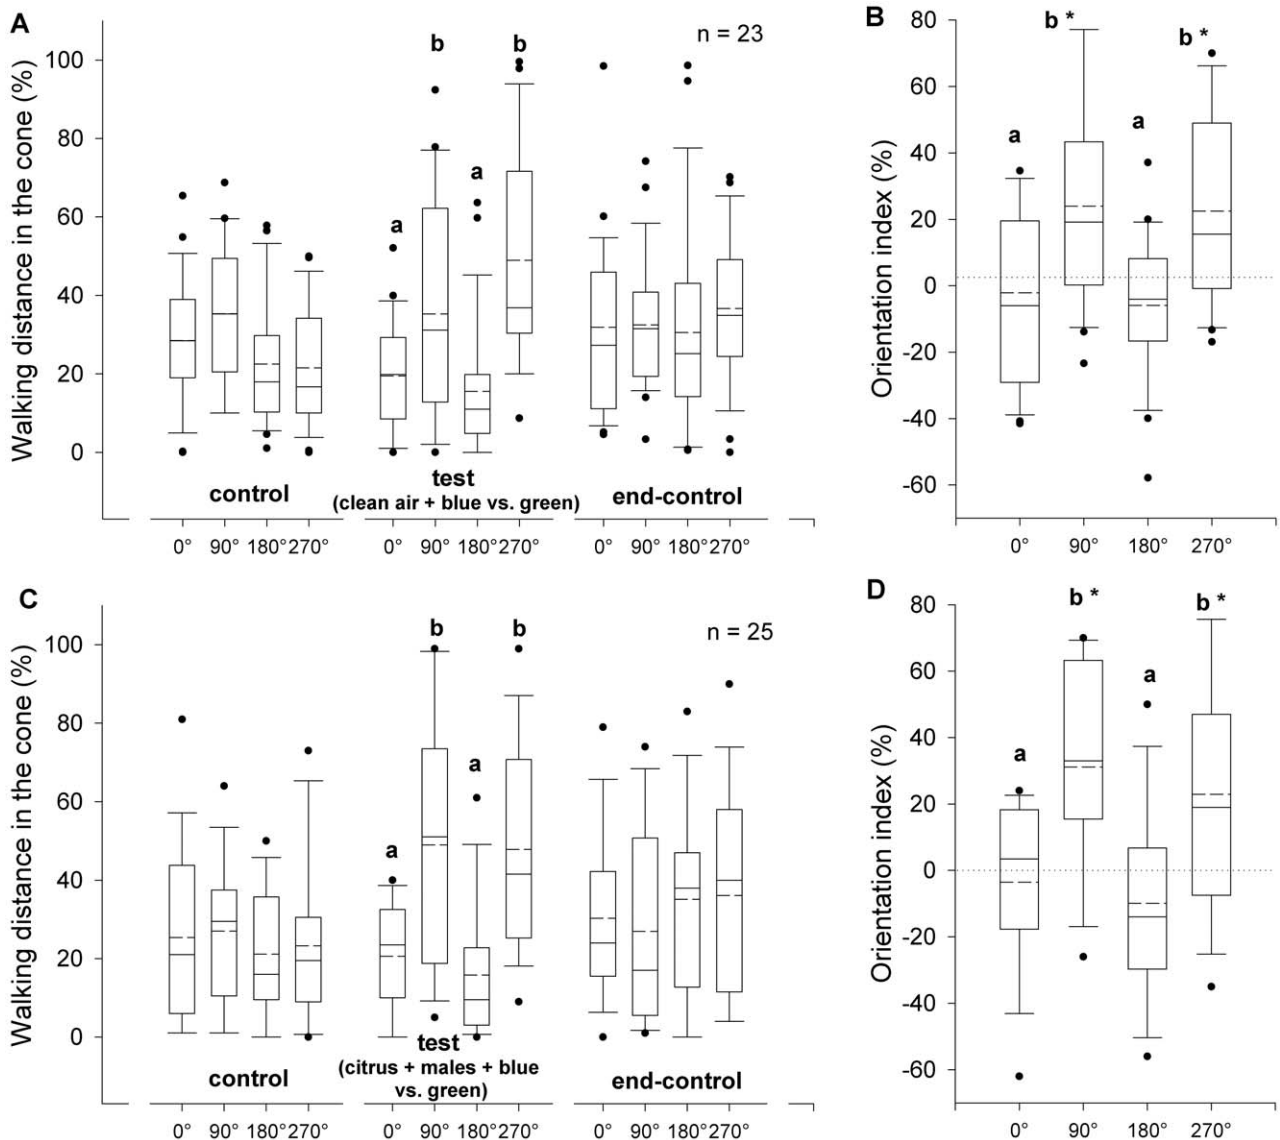 A
Walking distance in the cone (%)
100
80
60
40
20
0
n = 23
b
b
a
a
control
test
(clean air + blue vs. green)
end-control
0° 90° 180° 270° 0° 90° 180° 270° 0° 90° 180° 270°
B
Orientation index (%)
80
60
40
20
0
-20
-40
-60
b *
b *
a
a
0° 90° 180° 270°
C
Walking distance in the cone (%)
100
80
60
40
20
0
n = 25
b
b
a
a
control
test
(citrus + males + blue
vs. green)
end-control
0° 90° 180° 270° 0° 90° 180° 270° 0° 90° 180° 270°
D
Orientation index (%)
80
60
40
20
0
-20
-40
-60
b *
b *
a
a
0° 90° 180° 270°